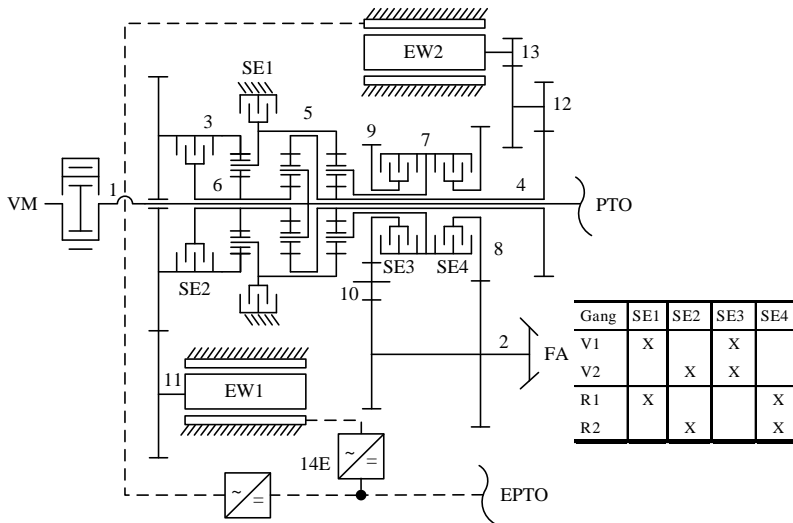 EW2
13
SE1
12
3
5
9
7
1
6
4
VM
PTO
SE2
SE3
SE4
8
10
2
FA
11
EW1
14E
~
=
~
=
EPTO
Gang SE1 SE2 SE3 SE4
V1 X X
V2 X X
R1 X X
R2 X X